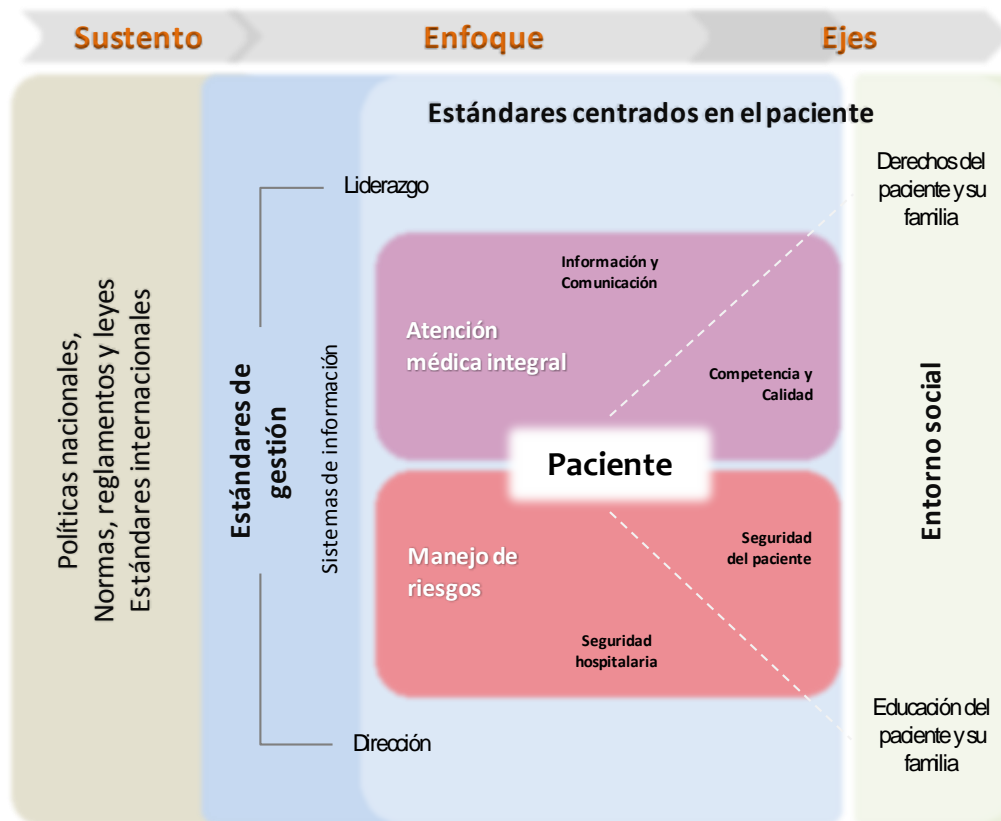 Sustento
Enfoque
Ejes
Políticas nacionales,
Normas, reglamentos y leyes
Estándares internacionales
Estándares de
gestión
Liderazgo
Sistemas de información
Dirección
Estándares centrados en el paciente
Información y
Comunicación
Atención
médica integral
Competencia y
Calidad
Paciente
Manejo de
riesgos
Seguridad
del paciente
Seguridad
hospitalaria
Derechos del
paciente y su
familia
Entorno social
Educación del
paciente y su
familia